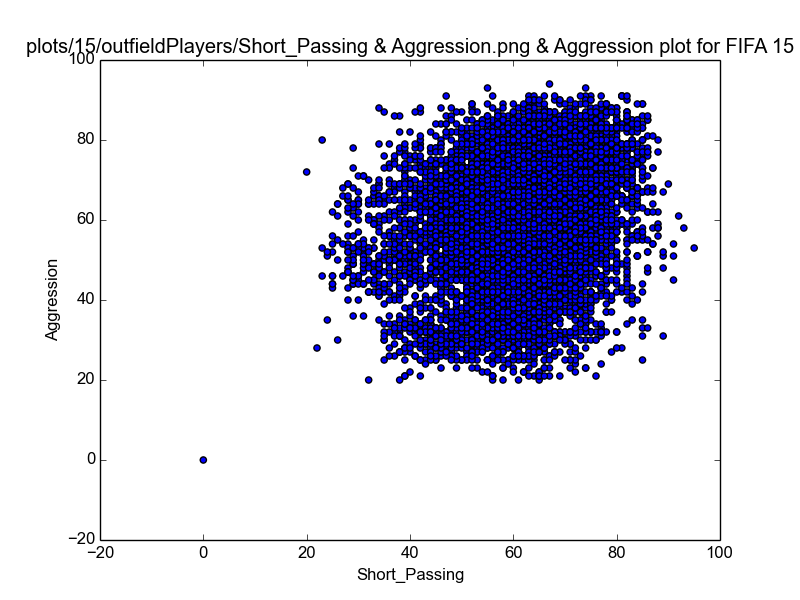 plots/15/outfieldPlayers/Short_Passing & Aggression.png & Aggression plot for FIFA 15
100
80
60
40
20
0
−20
−20 0 20 40 60 80 100
Aggression
Short_Passing